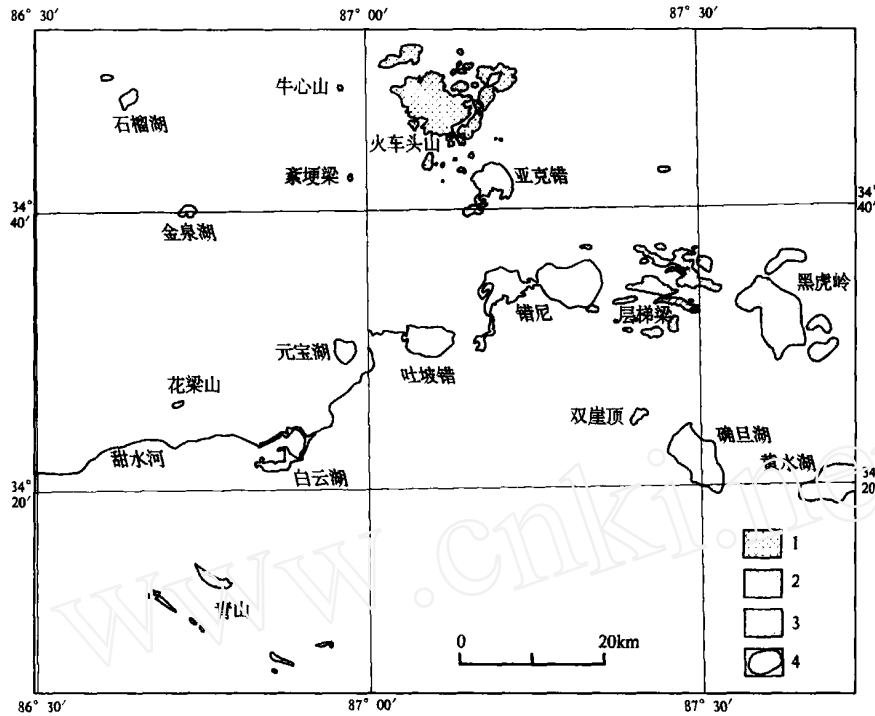 86° 30′
87° 00′
87° 30′
牛心山
石榴湖
火车头山
豪埂梁
亚克错
34°
40′
34°
40′
金泉湖
黑虎岭
错尼
层梯梁
元宝湖
吐坡错
花梁山
双崖顶
确旦湖
甜水河
白云湖
黄水湖
34°
20′
34°
20′
1
2
3
4
青山
0
20km
86° 30′
87° 00′
87° 30′
www.cnki.ne